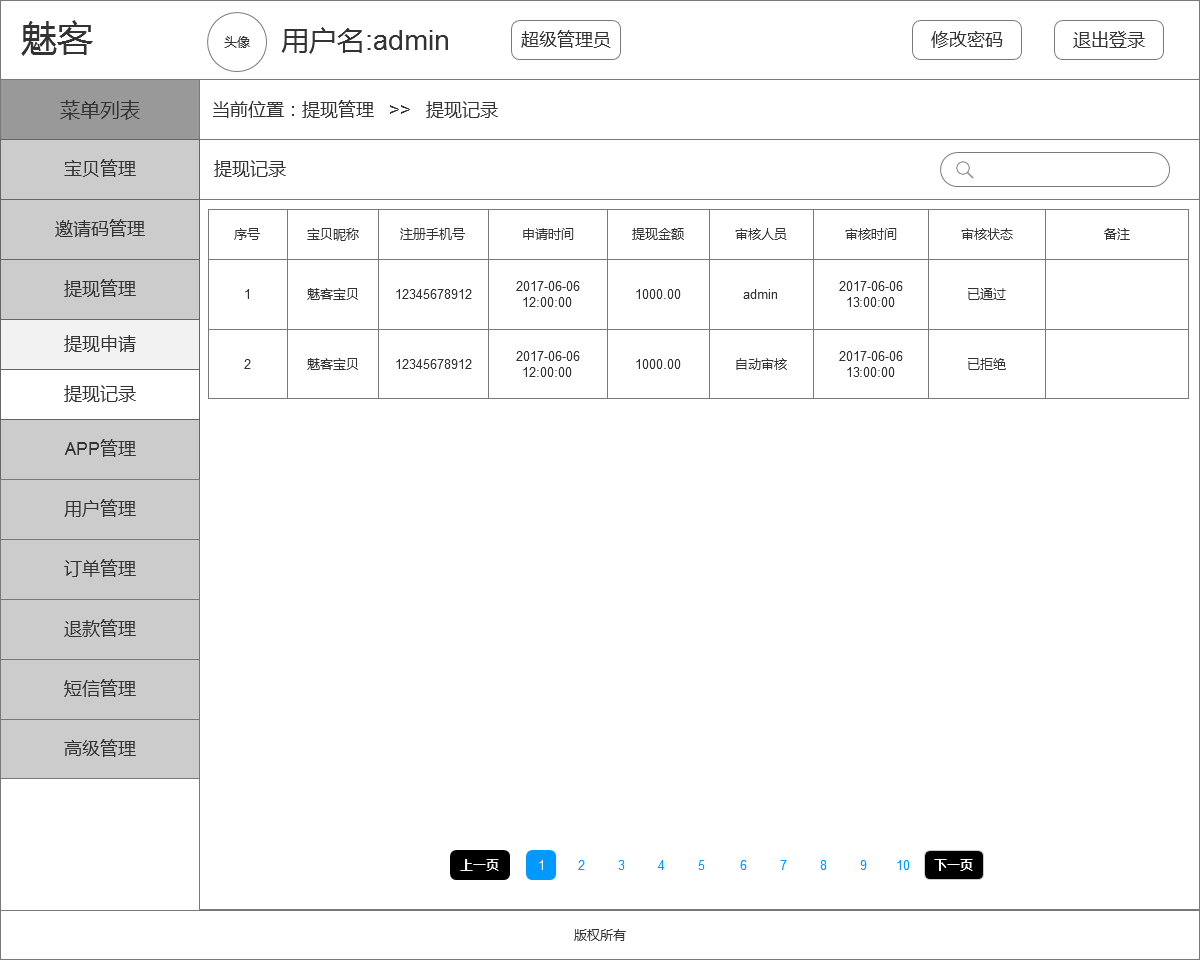 魅客
头像
用户名:admin
超级管理员
修改密码
退出登录
菜单列表
宝贝管理
邀请码管理
提现管理
提现申请
提现记录
APP管理
用户管理
订单管理
退款管理
短信管理
高级管理
当前位置：提现管理 >> 提现记录
提现记录
序号 宝贝昵称 注册手机号 申请时间 提现金额 审核人员 审核时间 审核状态 备注
1 魅客宝贝 12345678912 2017-06-06 12:00:00 1000.00 admin 2017-06-06 13:00:00 已通过
2 魅客宝贝 12345678912 2017-06-06 12:00:00 1000.00 自动审核 2017-06-06 13:00:00 已拒绝
上一页 1 2 3 4 5 6 7 8 9 10 下一页
版权所有